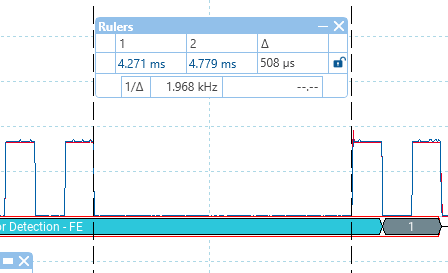 Rulers
1 2 Δ
4.271 ms 4.779 ms 508 µs
1/Δ 1.968 kHz --.--
or Detection - FE 1